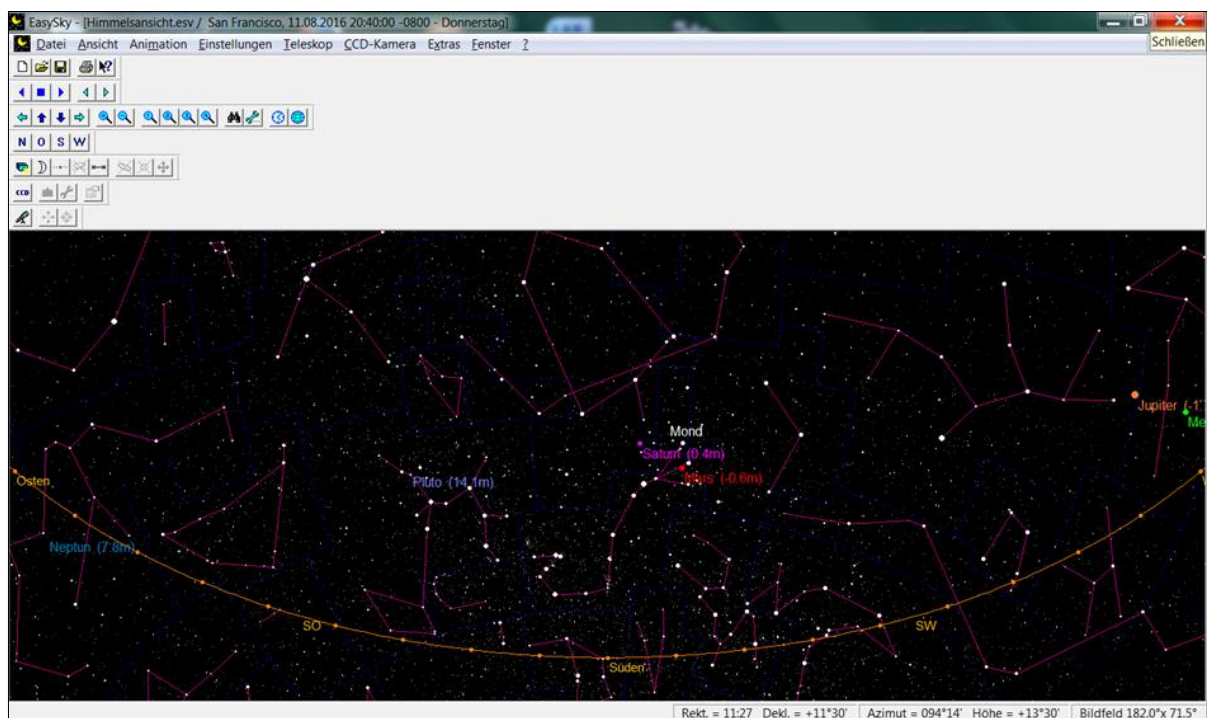 EasySky - [Himmelsansicht.esv / San Francisco, 11.08.2016 20:40:00 -0800 - Donnerstag]
Datei Ansicht Animation Einstellungen Teleskop CCD-Kamera Extras Fenster ?
Schließen
N O S W
CCD
Jupiter (-1.
Me
Mond
Saturn (0.4m)
Mars (-0.6m)
Osten
Pluto (14.1m)
Neptun (7.8m)
SO
SW
Süden
Rekt. = 11:27 Dekl. = +11°30' Azimut = 094°14' Höhe = +13°30' Bildfeld 182.0°x 71.5°